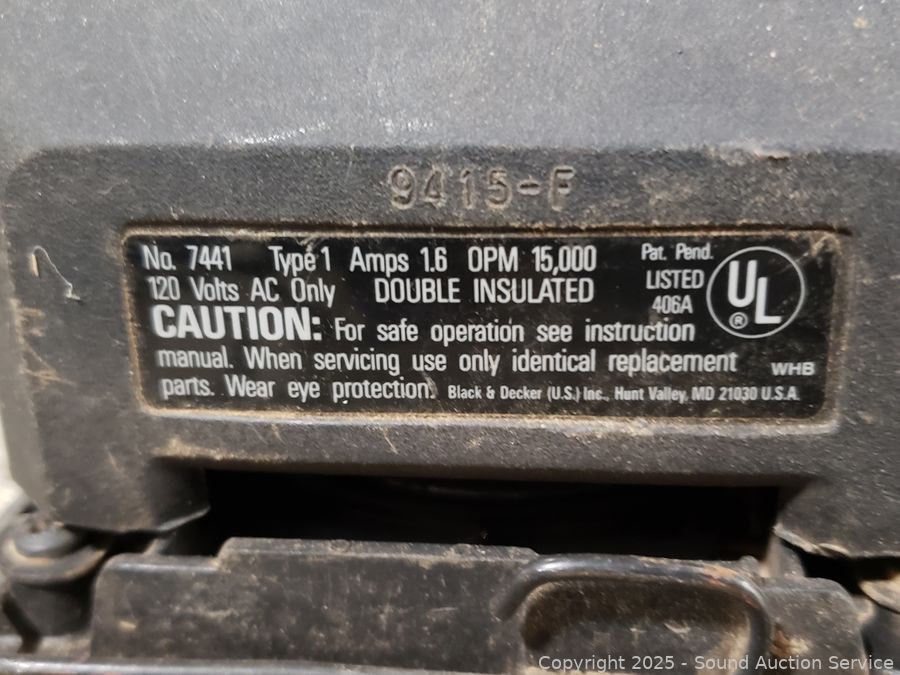 9415-F
No. 7441 Type 1 Amps 1.6 OPM 15,000 Pat. Pend.
120 Volts AC Only DOUBLE INSULATED LISTED
406A
UL
®
CAUTION: For safe operation see instruction
manual. When servicing use only identical replacement WHB
parts. Wear eye protection. Black & Decker (U.S.) Inc., Hunt Valley, MD 21030 U.S.A.
Copyright 2025 - Sound Auction Service